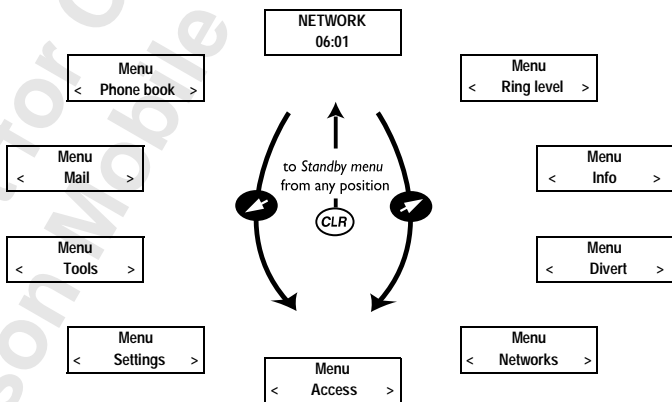 NETWORK
06:01
Menu
< Phone book >
Menu
< Ring level >
Menu
< Mail >
to Standby menu
from any position
CLR
Menu
< Info >
Menu
< Tools >
Menu
< Divert >
Menu
< Settings >
Menu
< Networks >
Menu
< Access >